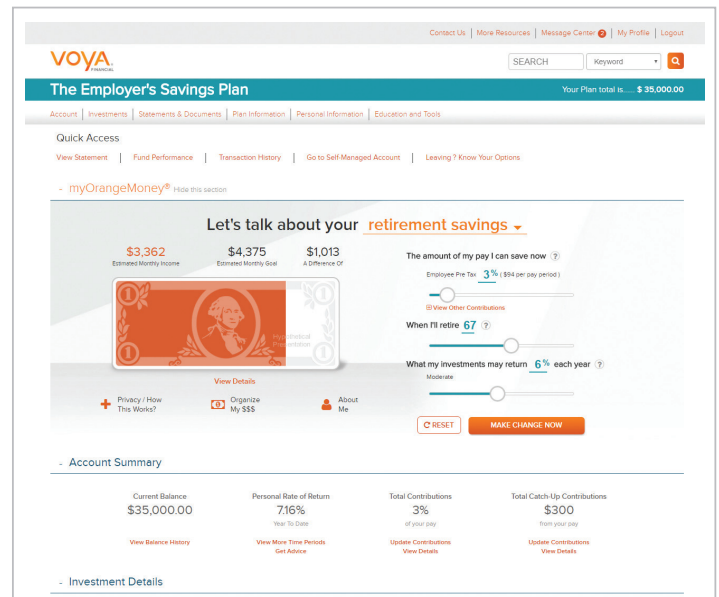 Contact Us | More Resources | Message Center 2 | My Profile | Logout
VOYA
FINANCIAL
SEARCH Keyword
The Employer's Savings Plan Your Plan total is..... $ 35,000.00
Account | Investments | Statements & Documents | Plan Information | Personal Information | Education and Tools
Quick Access
View Statement | Fund Performance | Transaction History | Go to Self-Managed Account | Leaving ? Know Your Options
- myOrangeMoney® Hide this section
Let's talk about your retirement savings
$3,362 $4,375 $1,013
Estimated Monthly Income Estimated Monthly Goal A Difference Of
1 1
Hypothetical
Presentation
1 1
View Details
Privacy / How
This Works?
Organize
My $$$
About
Me
The amount of my pay I can save now ?
Employee Pre Tax 3% ( $94 per pay period )
View Other Contributions
When I'll retire 67 ?
What my investments may return 6% each year ?
Moderate
RESET MAKE CHANGE NOW
- Account Summary
Current Balance Personal Rate of Return Total Contributions Total Catch-Up Contributions
$35,000.00 7.16% 3% $300
Year To Date of your pay from your pay
View Balance History View More Time Periods Update Contributions Update Contributions
Get Advice View Details View Details
- Investment Details